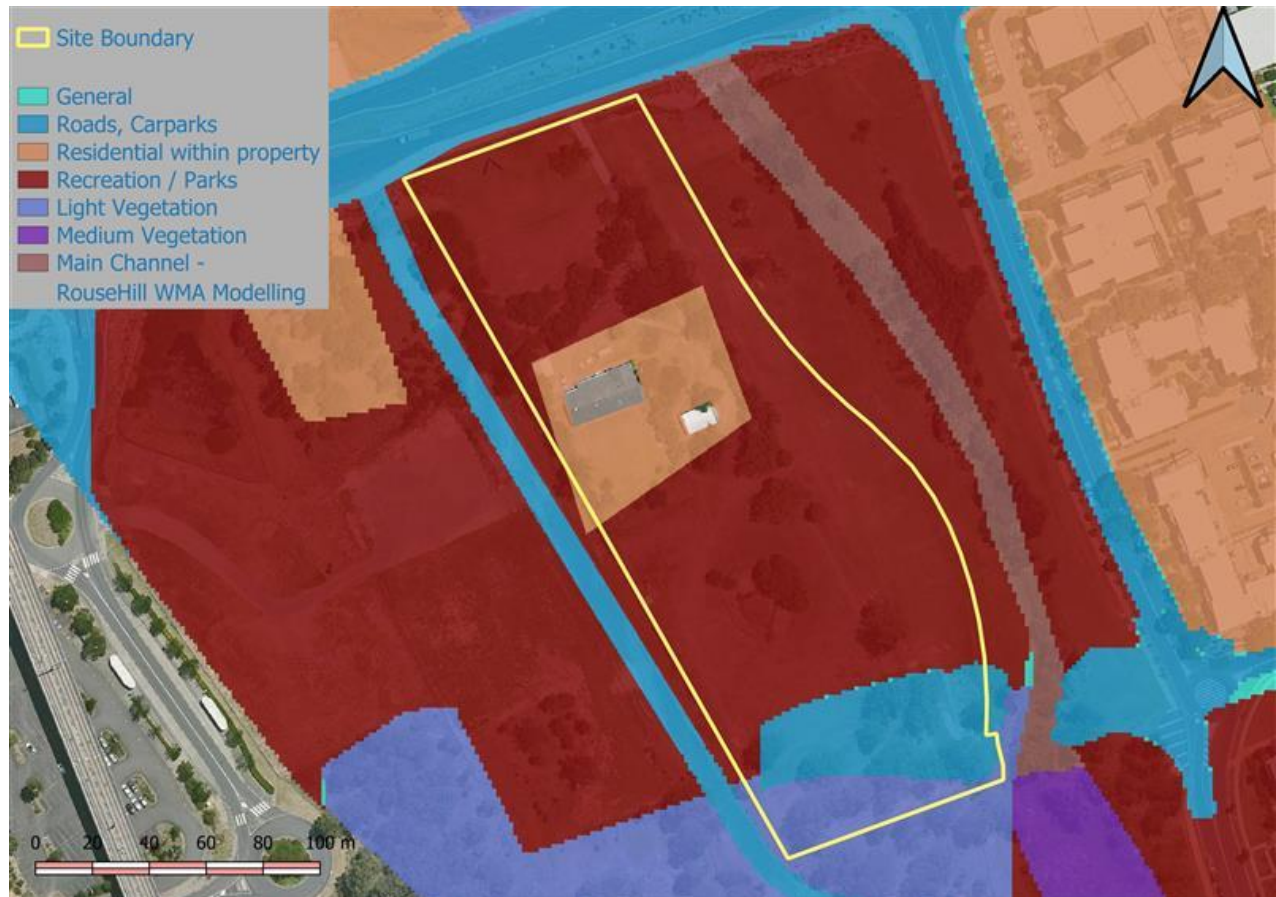 Site Boundary
General
Roads, Carparks
Residential within property
Recreation / Parks
Light Vegetation
Medium Vegetation
Main Channel -
RouseHill WMA Modelling
0 20 40 60 80 100 m